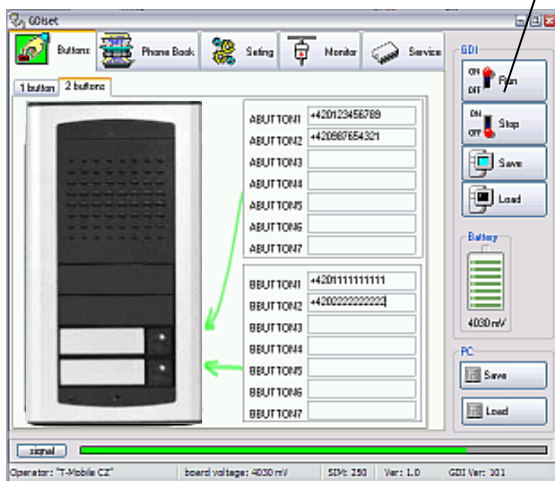 GDIset
Buttons Phone Book Seting Monitor Service
1 button 2 buttons
ABUTTON1 +420123456789
ABUTTON2 +420987654321
ABUTTON3
ABUTTON4
ABUTTON5
ABUTTON6
ABUTTON7
BBUTTON1 +4201111111111
BBUTTON2 +4202222222222
BBUTTON3
BBUTTON4
BBUTTON5
BBUTTON6
BBUTTON7
GDI
ON
OFF
Run
ON
OFF
Stop
Save
Load
Battery
4030 mV
PC
Save
Load
signal
Operator: "T-Mobile CZ" board voltage: 4030 mV SIM: 250 Ver: 1.0 GDI Ver: 101